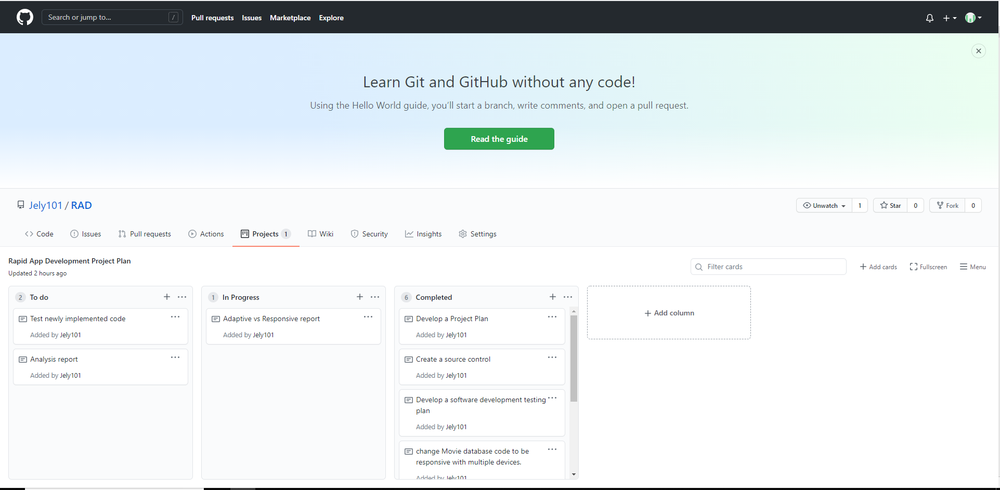 Search or jump to... /
Pull requests Issues Marketplace Explore
Learn Git and GitHub without any code!
Using the Hello World guide, you'll start a branch, write comments, and open a pull request.
Read the guide
Jely101 / RAD
Unwatch 1 Star 0 Fork 0
Code Issues Pull requests Actions Projects 1 Wiki Security Insights Settings
Rapid App Development Project Plan
Updated 2 hours ago
Filter cards
Add cards Fullscreen Menu
2 To do
Test newly implemented code
Added by Jely101
Analysis report
Added by Jely101
1 In Progress
Adaptive vs Responsive report
Added by Jely101
6 Completed
Develop a Project Plan
Added by Jely101
Create a source control
Added by Jely101
Develop a software development testing
plan
Added by Jely101
change Movie database code to be
responsive with multiple devices.
Added by Jely101
Add column